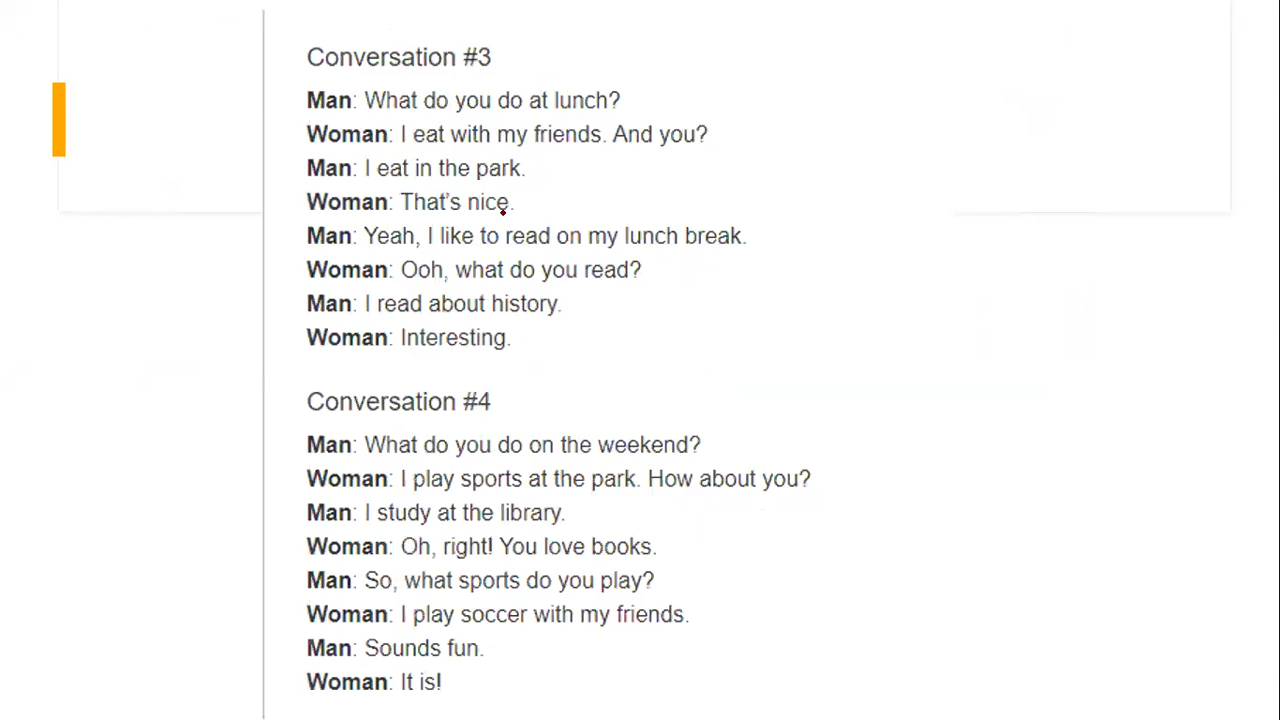 Conversation #3
Man: What do you do at lunch?
Woman: I eat with my friends. And you?
Man: I eat in the park.
Woman: That's nice.
Man: Yeah, I like to read on my lunch break.
Woman: Ooh, what do you read?
Man: I read about history.
Woman: Interesting.
Conversation #4
Man: What do you do on the weekend?
Woman: I play sports at the park. How about you?
Man: I study at the library.
Woman: Oh, right! You love books.
Man: So, what sports do you play?
Woman: I play soccer with my friends.
Man: Sounds fun.
Woman: It is!